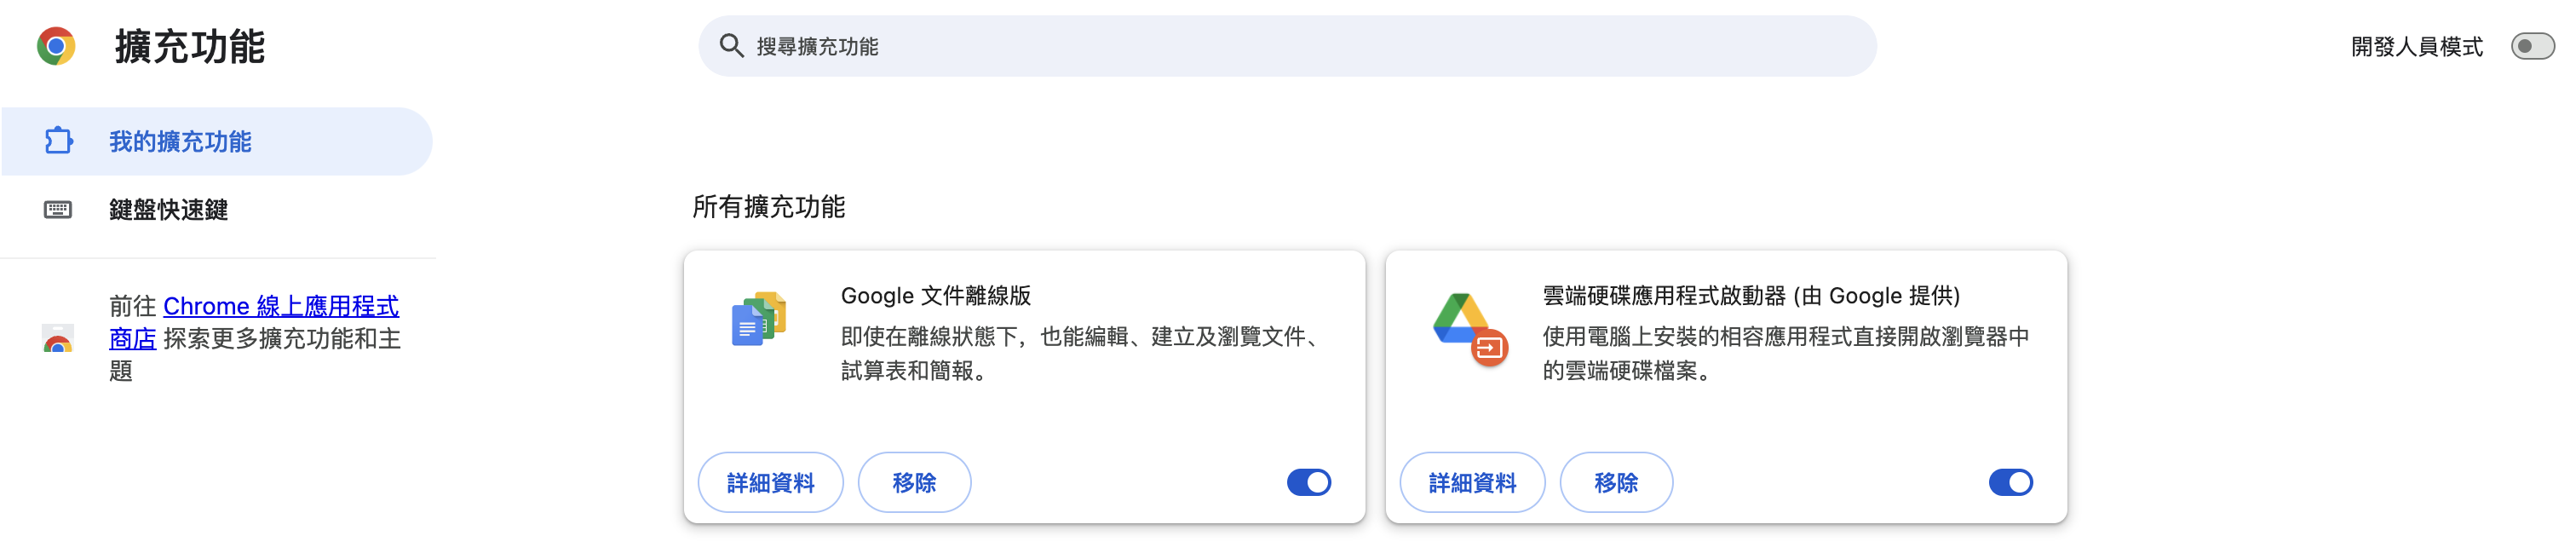 擴充功能
搜尋擴充功能
開發人員模式
我的擴充功能
鍵盤快速鍵
前往 Chrome 線上應用程式
商店 探索更多擴充功能和主
題
所有擴充功能
Google 文件離線版
即使在離線狀態下，也能編輯、建立及瀏覽文件、
試算表和簡報。
詳細資料
移除
雲端硬碟應用程式啟動器 (由 Google 提供)
使用電腦上安裝的相容應用程式直接開啟瀏覽器中
的雲端硬碟檔案。
詳細資料
移除